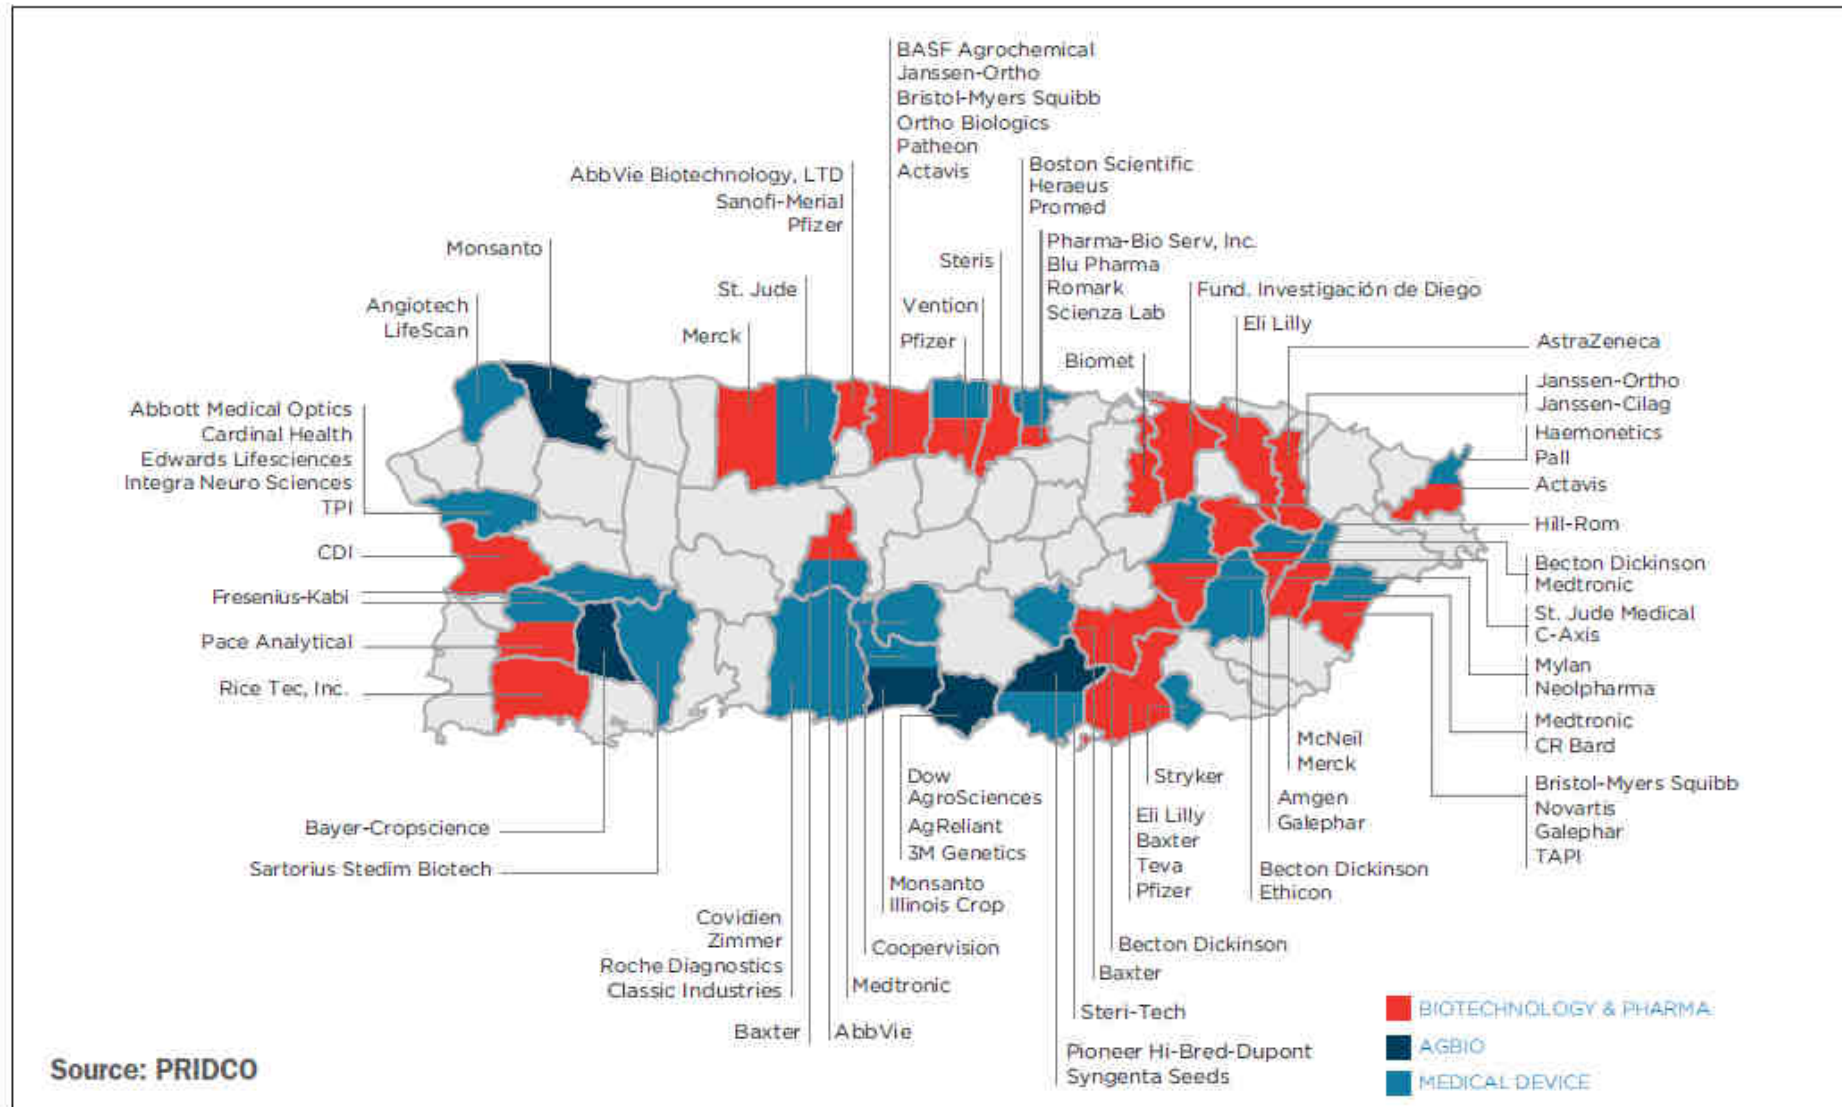 BASF Agrochemical
Janssen-Ortho
Bristol-Myers Squibb
Ortho Biologics
Patheon
Actavis
AbbVie Biotechnology, LTD
Sanofi-Merial
Pfizer
Boston Scientific
Heraeus
Promed
Monsanto
Steris
Pharma-Bio Serv, Inc.
Blu Pharma
Romark
Scienza Lab
Angiotech
LifeScan
St. Jude
Vention
Fund. Investigación de Diego
Merck
Pfizer
Eli Lilly
Biomet
AstraZeneca
Janssen-Ortho
Janssen-Cilag
Abbott Medical Optics
Cardinal Health
Edwards Lifesciences
Integra Neuro Sciences
TPI
Haemonetics
Pall
Actavis
Hill-Rom
CDI
Becton Dickinson
Medtronic
Fresenius-Kabi
St. Jude Medical
C-Axis
Pace Analytical
Mylan
Neolpharma
Rice Tec, Inc.
Medtronic
CR Bard
McNeil
Merck
Dow
AgroSciences
AgReliant
3M Genetics
Stryker
Bristol-Myers Squibb
Novartis
Galephar
TAPI
Amgen
Galephar
Eli Lilly
Baxter
Teva
Pfizer
Bayer-Cropscience
Sartorius Stedim Biotech
Becton Dickinson
Ethicon
Monsanto
Illinois Crop
Covidien
Zimmer
Roche Diagnostics
Classic Industries
Coopervision
Becton Dickinson
Medtronic
Baxter
Steri-Tech
Baxter
AbbVie
Pioneer Hi-Bred-Dupont
Syngenta Seeds
BIOTECHNOLOGY & PHARMA
AGBIO
MEDICAL DEVICE
Source: PRIDCO